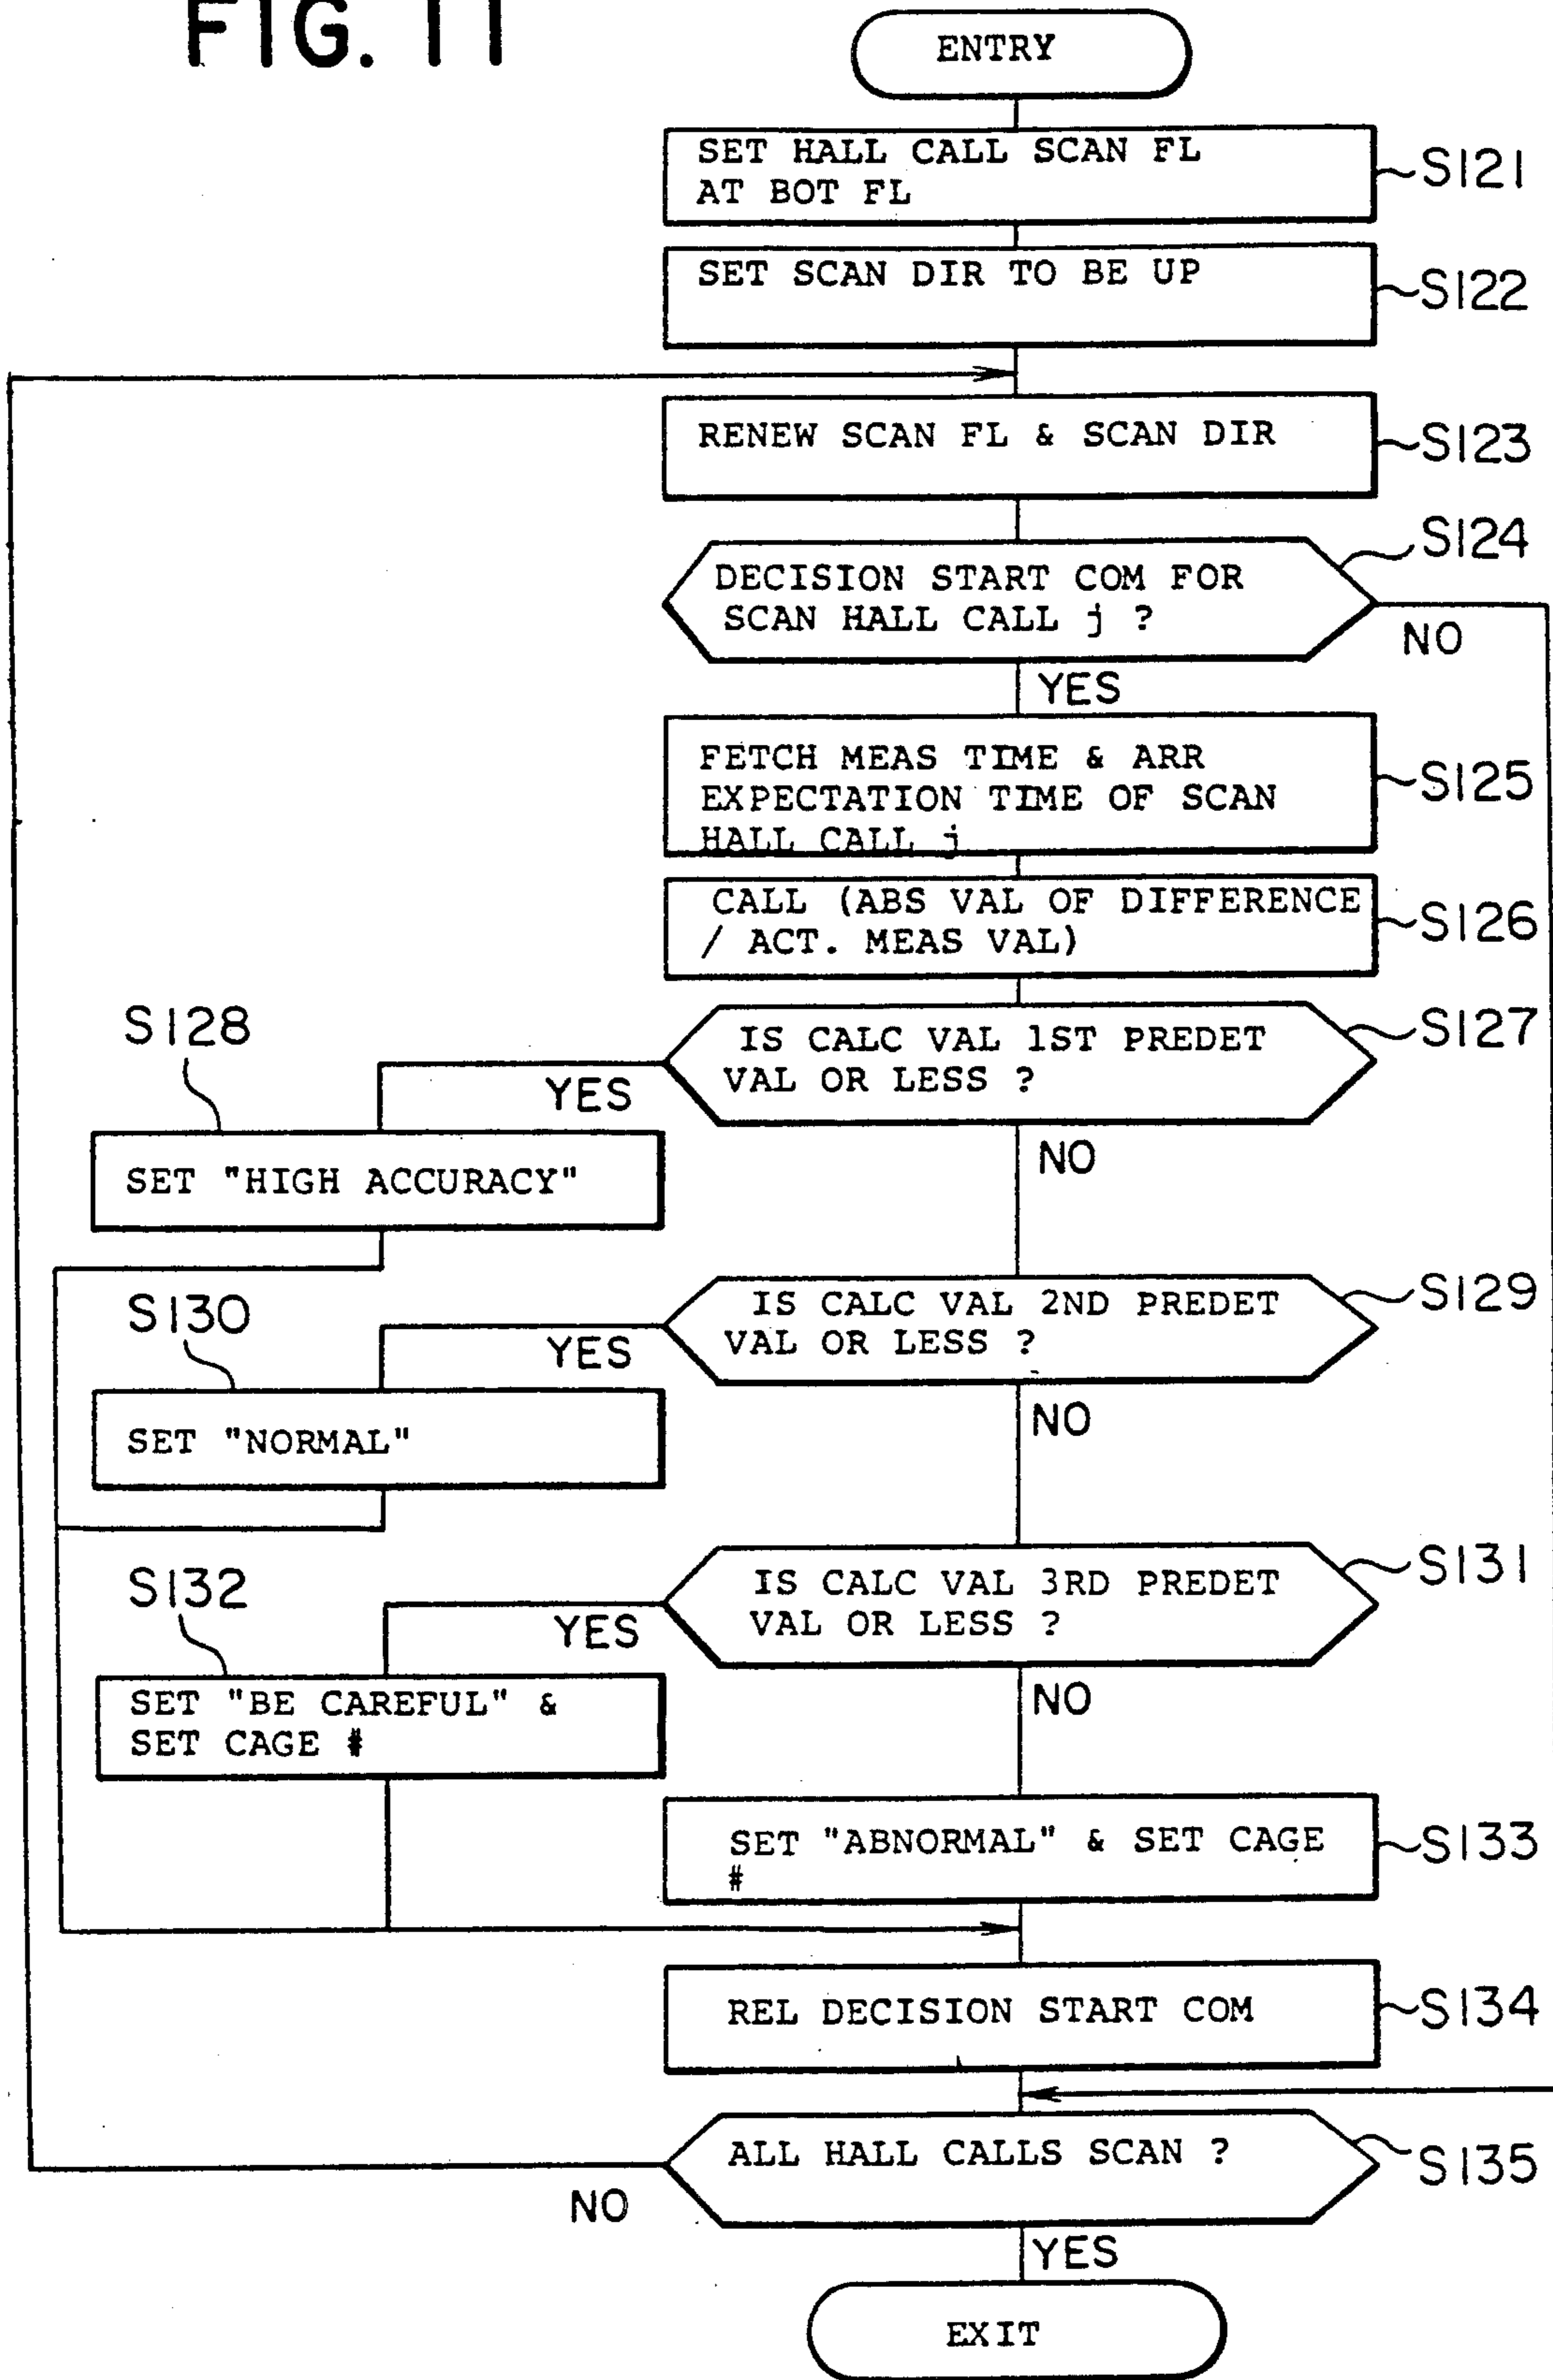 FIG. 11
ENTRY
SET HALL CALL SCAN FL
AT BOT FL
S121
SET SCAN DIR TO BE UP
S122
RENEW SCAN FL & SCAN DIR
S123
DECISION START COM FOR
SCAN HALL CALL j ?
S124
NO
YES
FETCH MEAS TIME & ARR
EXPECTATION TIME OF SCAN
HALL CALL j
S125
CALL (ABS VAL OF DIFFERENCE
/ ACT. MEAS VAL)
S126
IS CALC VAL 1ST PREDET
VAL OR LESS ?
S127
S128
YES
NO
SET "HIGH ACCURACY"
IS CALC VAL 2ND PREDET
VAL OR LESS ?
S129
S130
YES
NO
SET "NORMAL"
IS CALC VAL 3RD PREDET
VAL OR LESS ?
S131
S132
YES
NO
SET "BE CAREFUL" &
SET CAGE #
SET "ABNORMAL" & SET CAGE
#
S133
REL DECISION START COM
S134
ALL HALL CALLS SCAN ?
S135
NO
YES
EXIT